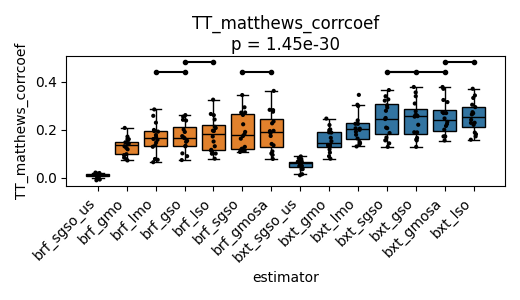 TT_matthews_corrcoef
p = 1.45e-30
TT_matthews_corrcoef
0.4
0.2
0.0
brf_sgso_us
brf_gmo
brf_lmo
brf_gso
brf_lso
brf_sgso
brf_gmosa
bxt_sgso_us
bxt_gmo
bxt_lmo
bxt_sgso
bxt_gso
bxt_gmosa
bxt_lso
estimator